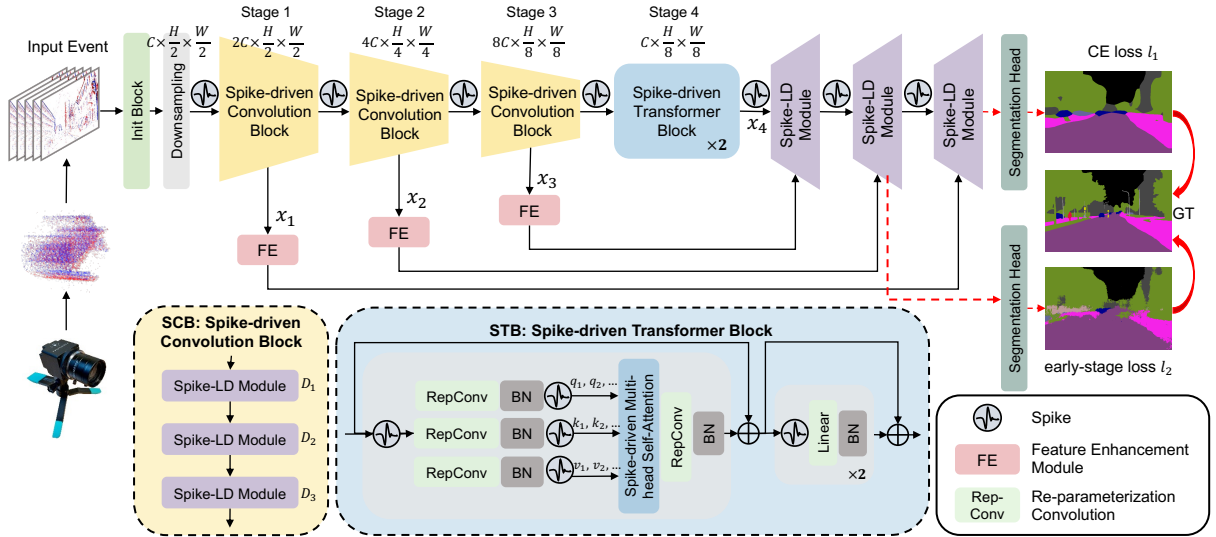 Stage 1
Stage 2
Stage 3
Stage 4
C×H/2×W/2
2C×H/2×W/2
4C×H/4×W/4
8C×H/8×W/8
C×H/8×W/8
Input Event
Init Block
Downsampling
Spike-driven
Convolution
Block
Spike-driven
Convolution
Block
Spike-driven
Convolution
Block
Spike-driven
Transformer
Block
×2
x₄
Spike-LD
Module
Spike-LD
Module
Spike-LD
Module
Segmentation Head
CE loss l₁
x₁
x₂
x₃
FE
FE
FE
GT
Segmentation Head
early-stage loss l₂
SCB: Spike-driven
Convolution Block
Spike-LD Module D₁
Spike-LD Module D₂
Spike-LD Module D₃
STB: Spike-driven Transformer Block
RepConv BN q₁, q₂, ...
RepConv BN k₁, k₂, ...
RepConv BN v₁, v₂, ...
Spike-driven Multi-
head Self-Attention
RepConv
BN
Linear
BN
×2
Spike
FE
Feature Enhancement
Module
Rep-
Conv
Re-parameterization
Convolution